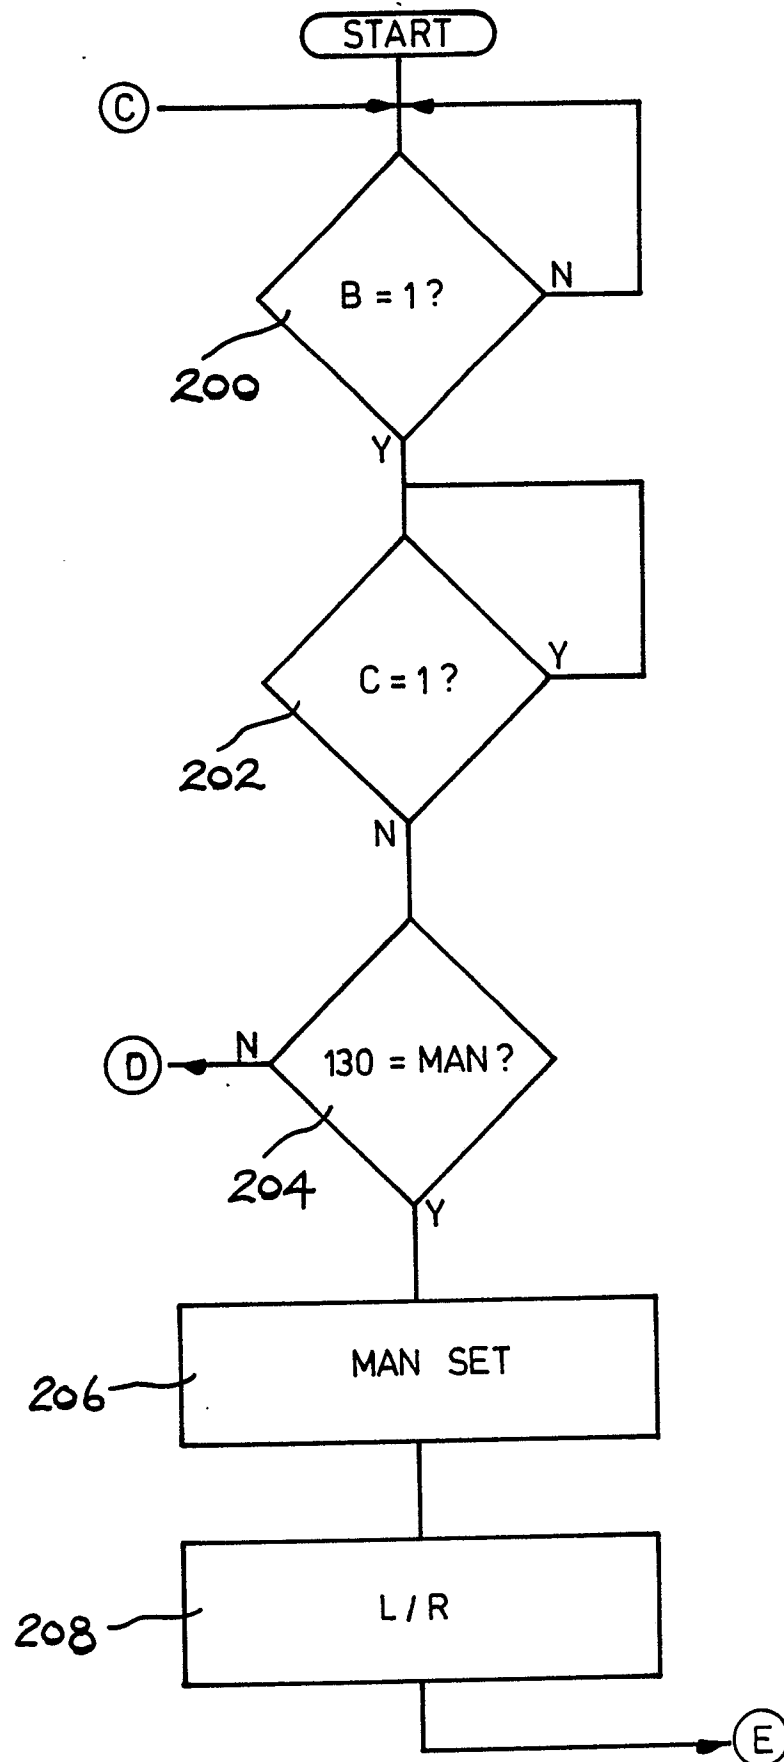 START
C
B = 1 ?
N
200
Y
C = 1 ?
Y
202
N
130 = MAN ?
N
D
204
Y
MAN SET
206
L / R
208
E